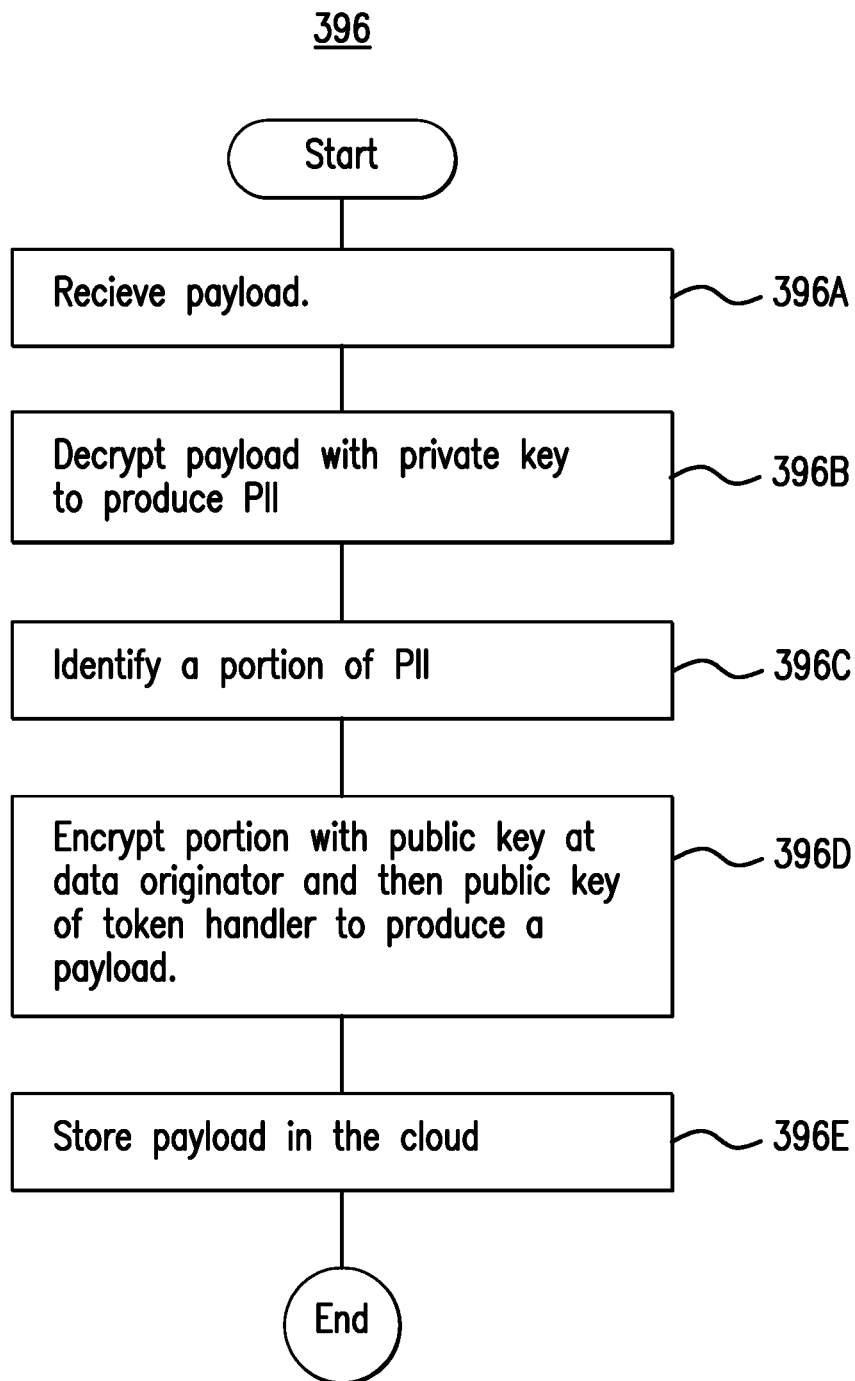 396
Start
Recieve payload.
396A
Decrypt payload with private key
to produce PII
396B
Identify a portion of PII
396C
Encrypt portion with public key at
data originator and then public key
of token handler to produce a
payload.
396D
Store payload in the cloud
396E
End